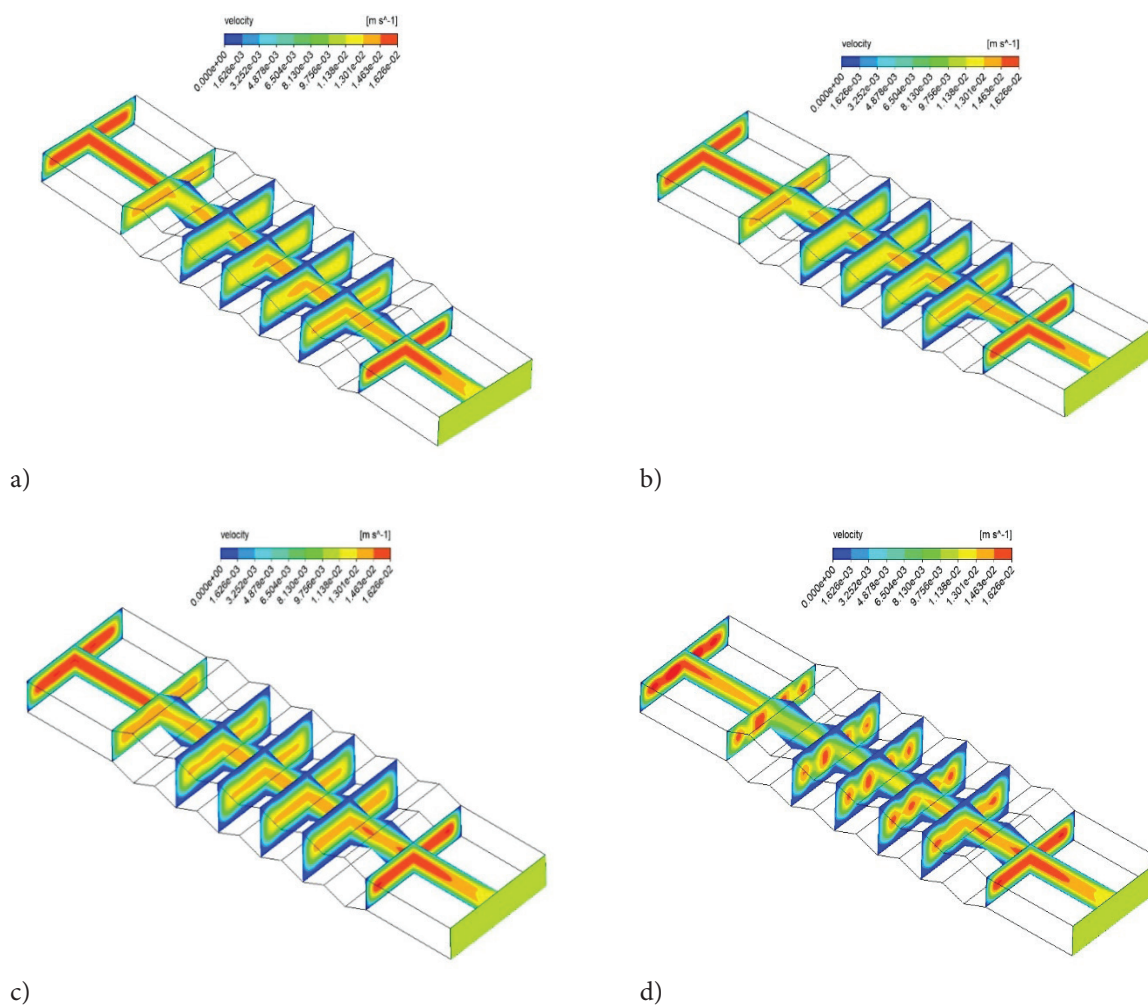 velocity [m s^-1]
0.000e+00
1.626e-03
3.252e-03
4.878e-03
6.504e-03
8.130e-03
9.756e-03
1.138e-02
1.301e-02
1.463e-02
1.626e-02
velocity [m s^-1]
0.000e+00
1.626e-03
3.252e-03
4.878e-03
6.504e-03
8.130e-03
9.756e-03
1.138e-02
1.301e-02
1.463e-02
1.626e-02
a)
b)
velocity [m s^-1]
0.000e+00
1.626e-03
3.252e-03
4.878e-03
6.504e-03
8.130e-03
9.756e-03
1.138e-02
1.301e-02
1.463e-02
1.626e-02
velocity [m s^-1]
0.000e+00
1.626e-03
3.252e-03
4.878e-03
6.504e-03
8.130e-03
9.756e-03
1.138e-02
1.301e-02
1.463e-02
1.626e-02
c)
d)